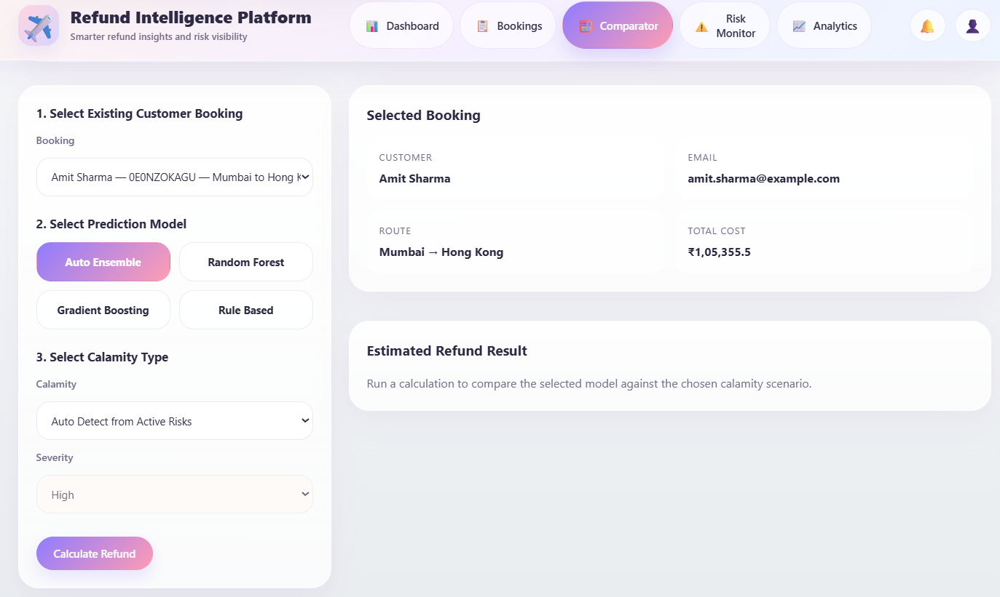 Refund Intelligence Platform
Smarter refund insights and risk visibility
Dashboard
Bookings
Comparator
Risk
Monitor
Analytics
1. Select Existing Customer Booking
Booking
Amit Sharma — 0E0NZOKAGU — Mumbai to Hong
2. Select Prediction Model
Auto Ensemble
Random Forest
Gradient Boosting
Rule Based
3. Select Calamity Type
Calamity
Auto Detect from Active Risks
Severity
High
Calculate Refund
Selected Booking
CUSTOMER
Amit Sharma
EMAIL
amit.sharma@example.com
ROUTE
Mumbai → Hong Kong
TOTAL COST
₹1,05,355.5
Estimated Refund Result
Run a calculation to compare the selected model against the chosen calamity scenario.